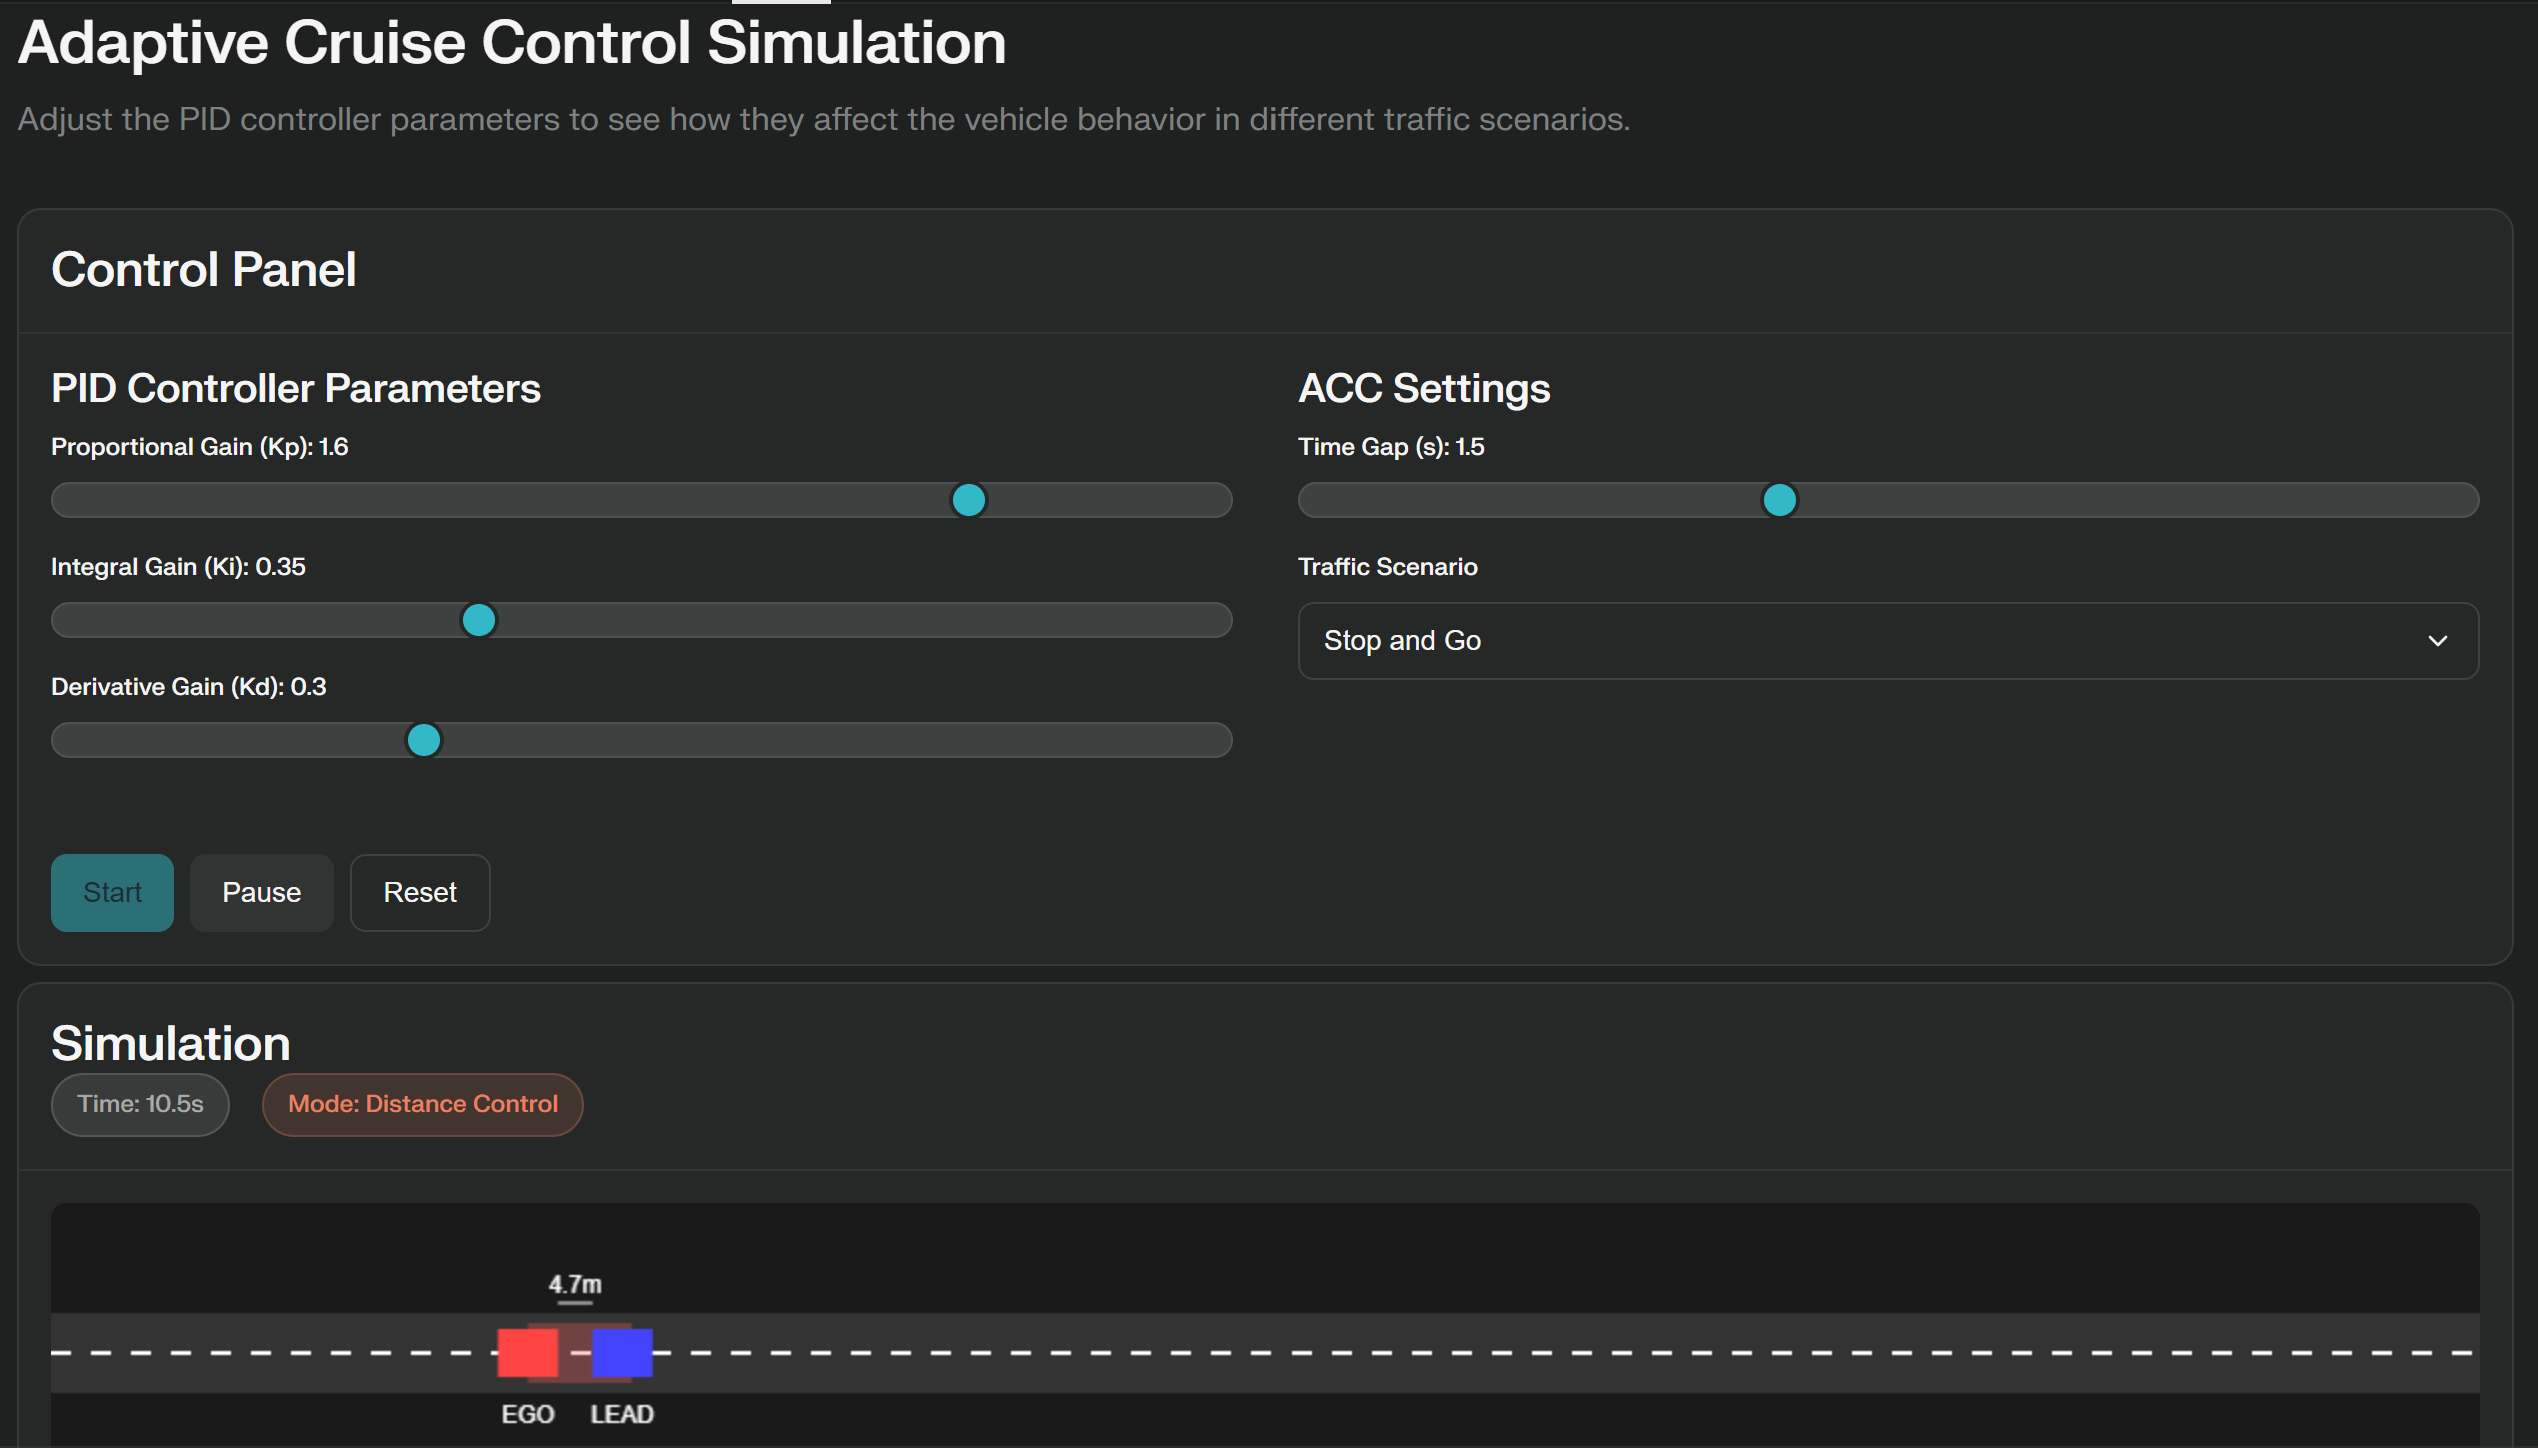 Adaptive Cruise Control Simulation
Adjust the PID controller parameters to see how they affect the vehicle behavior in different traffic scenarios.
Control Panel
PID Controller Parameters
Proportional Gain (Kp): 1.6
Integral Gain (Ki): 0.35
Derivative Gain (Kd): 0.3
ACC Settings
Time Gap (s): 1.5
Traffic Scenario
Stop and Go
Start
Pause
Reset
Simulation
Time: 10.5s
Mode: Distance Control
4.7m
EGO
LEAD